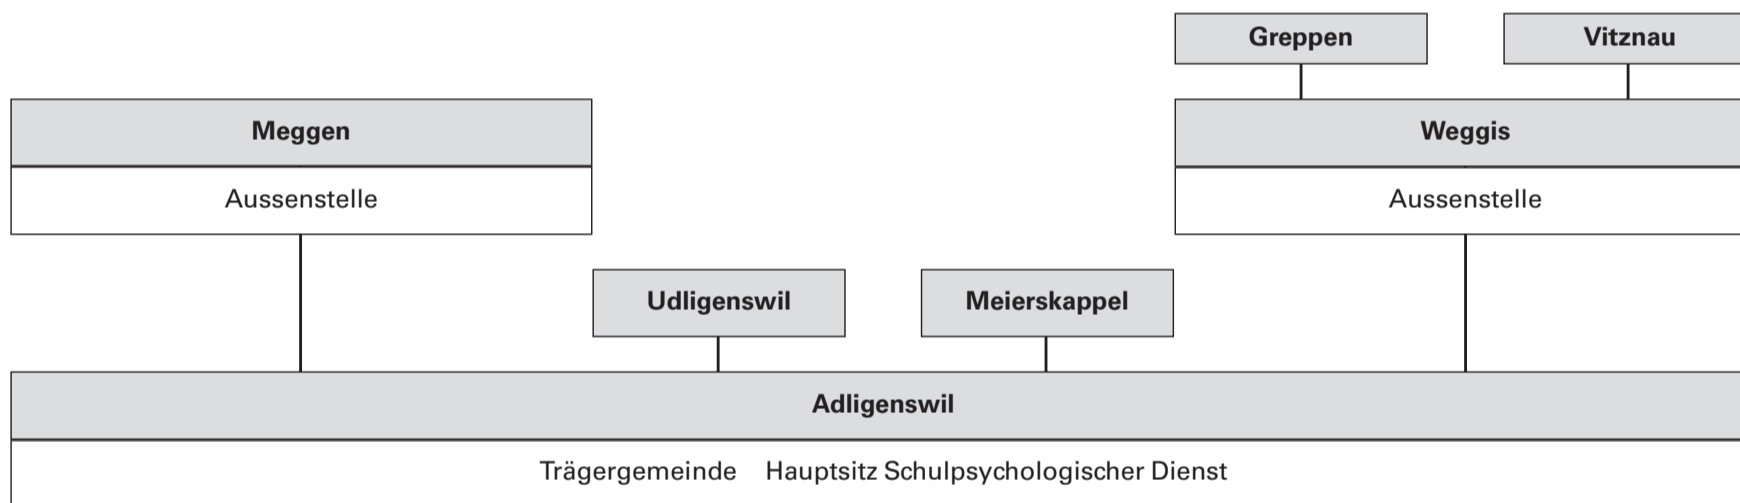 Greppen
Vitznau
Meggen
Weggis
Aussenstelle
Aussenstelle
Udligenswil
Meierskappel
Adligenswil
Trägergemeinde Hauptsitz Schulpsychologischer Dienst